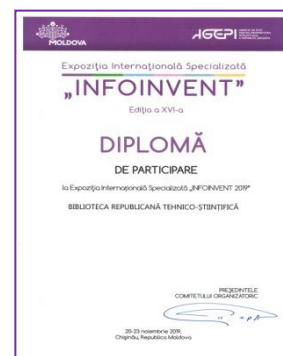 MOLDOVA
AGEPI
Expoziția Internațională Specializată
„INFOINVENT”
Ediția a XVI-a
DIPLOMĂ
DE PARTICIPARE
la Expoziția Internațională Specializată „INFOINVENT 2019”
BIBLIOTECA REPUBLICANĂ TEHNICO-ȘTIINȚIFICĂ
PREȘEDINTELE
COMITETULUI ORGANIZATORIC
20-23 noiembrie 2019,
Chișinău, Republica Moldova